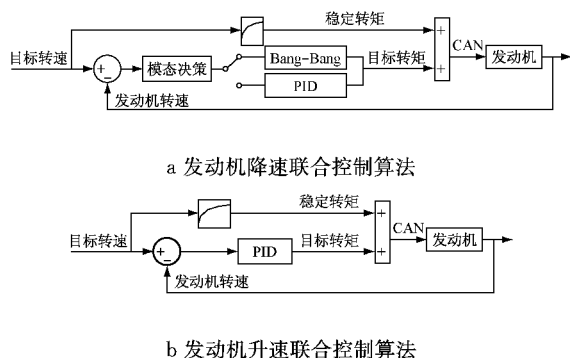 稳定转矩
目标转速
+
−
模态决策
Bang-Bang
PID
目标转矩
+
+
CAN
发动机
发动机转速
a 发动机降速联合控制算法
稳定转矩
目标转速
+
−
PID
目标转矩
+
+
CAN
发动机
发动机转速
b 发动机升速联合控制算法